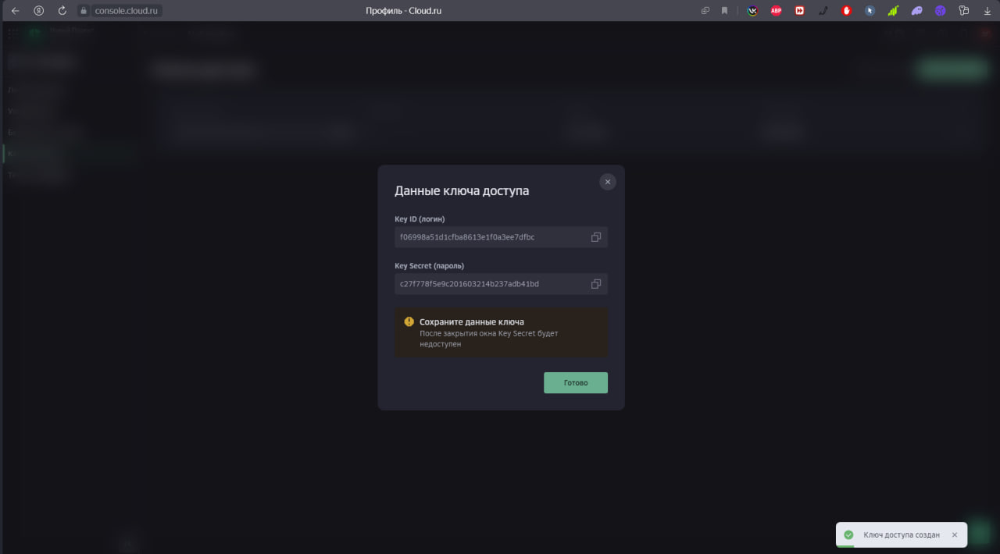 console.cloud.ru
Профиль - Cloud.ru
ABP
Данные ключа доступа
Key ID (логин)
f06998a51d1cfba8613e1f0a3ee7dfbc
Key Secret (пароль)
c27f778f5e9c201603214b237adb41bd
Сохраните данные ключа
После закрытия окна Key Secret будет
недоступен
Готово
Ключ доступа создан